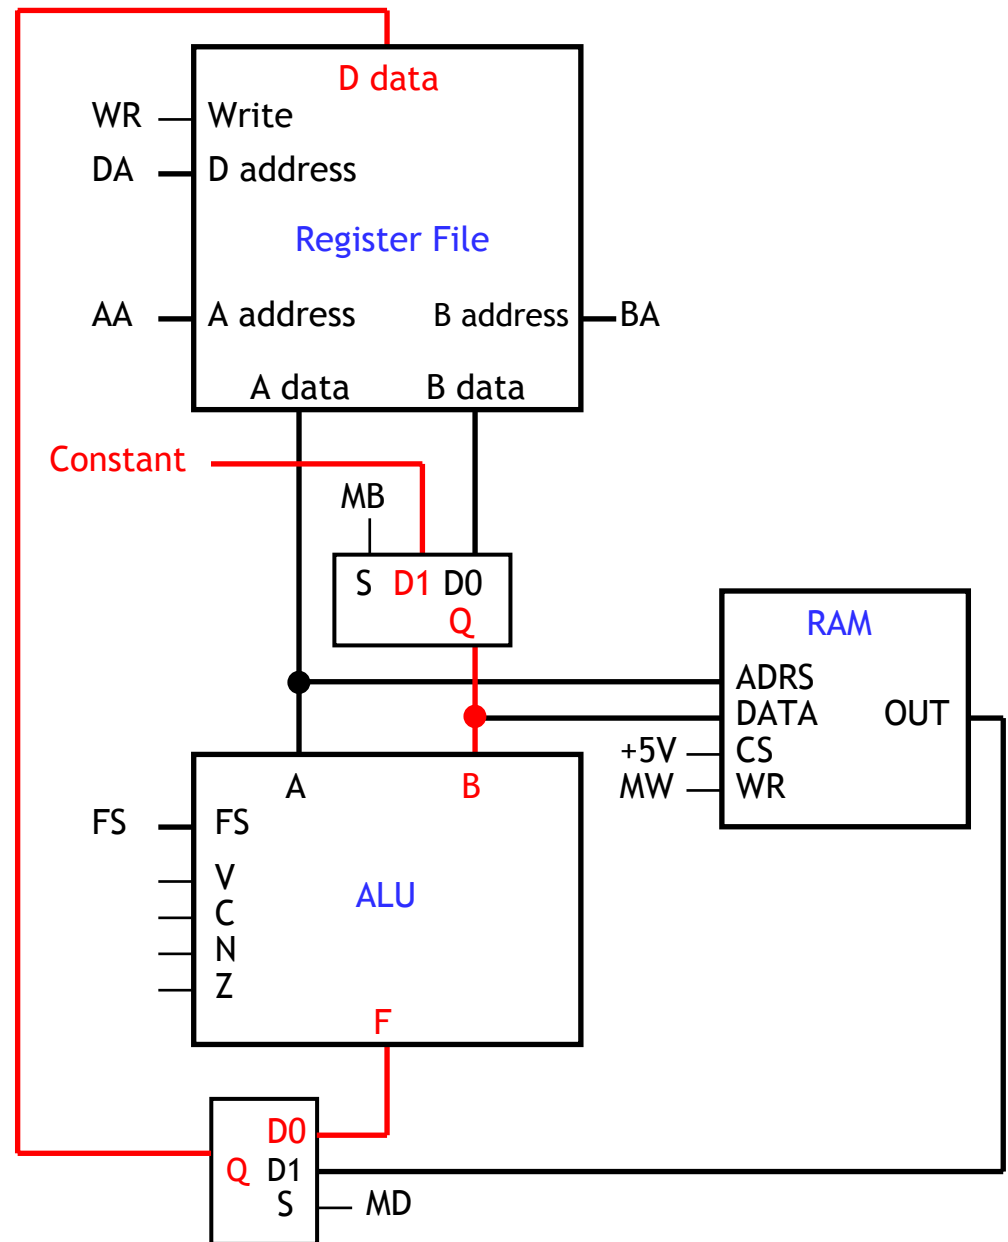 D data
WR Write
DA D address
Register File
AA A address B address BA
A data B data
Constant
MB
S D1 D0
Q
RAM
ADRS
DATA OUT
+5V CS
MW WR
A B
FS FS
V
ALU
C
N
Z
F
D0
Q D1
S MD